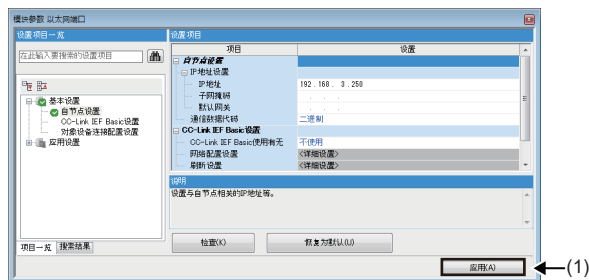 模块参数 以太网端口
设置项目一览
在此输入要搜索的设置项目
基本设置
自节点设置
CC-Link IEF Basic设置
对象设备连接配置设置
应用设置
项目一览 搜索结果
设置项目
项目 设置
自节点设置
IP地址设置
IP地址 192 . 168 . 3 . 250
子网掩码 . . .
默认网关 . . .
通信数据代码 二进制
CC-Link IEF Basic设置
CC-Link IEF Basic使用有无 不使用
网络配置设置 <详细设置>
刷新设置 <详细设置>
说明
设置与自节点相关的IP地址等。
检查(K) 恢复为默认(U)
应用(A) (1)